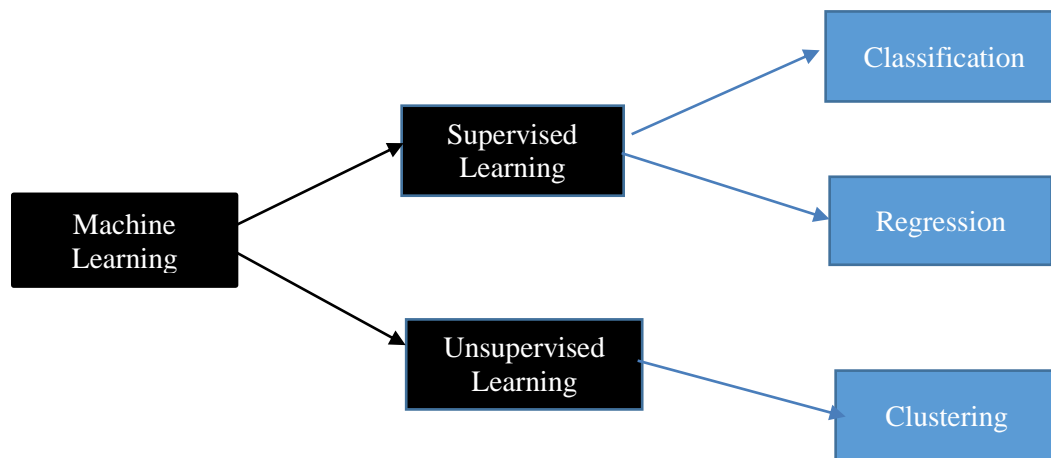 Machine
Learning
Supervised
Learning
Classification
Regression
Unsupervised
Learning
Clustering